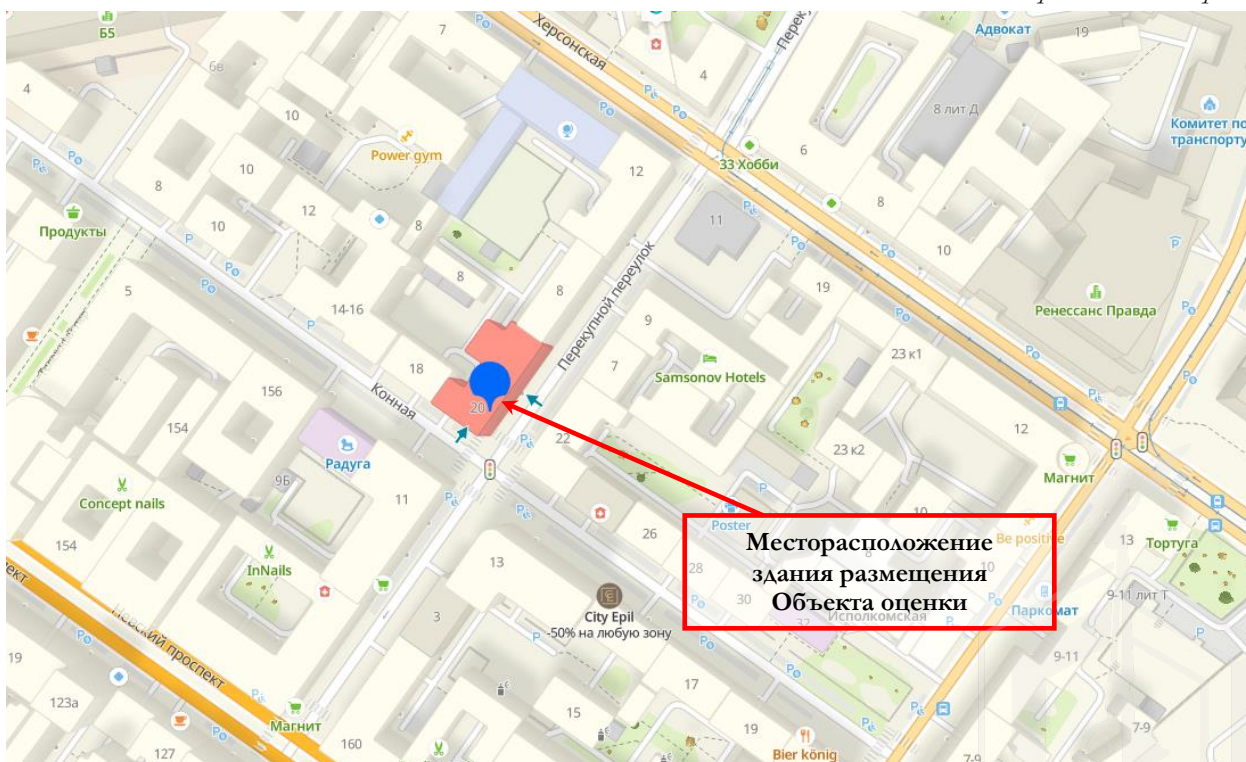 Б5
7
Херсонская
Адвокат
19
4
6в
4
8 лит Д
10
Комитет по
транспорту
Power gym
33 Хобби
6
10
12
8
12
8
10
11
8
10
Продукты
Перекупной переулок
5
8
8
19
Ренессанс Правда
14-16
9
23 к1
18
7
Samsonov Hotels
156
Конная
20
12
154
22
Радуга
23 к2
Магнит
9Б
11
Concept nails
10
Poster
Be positive
13
Тортуга
26
Месторасположение
здания размещения
Объекта оценки
154
InNails
13
28
8
10
9-11 лит Т
30
Паркомат
City Epil
-50% на любую зону
3
32
Исполкомская
Невский проспект
9-11
19
17
123а
Магнит
15
19
7-9
127
160
Bier könig
7-9